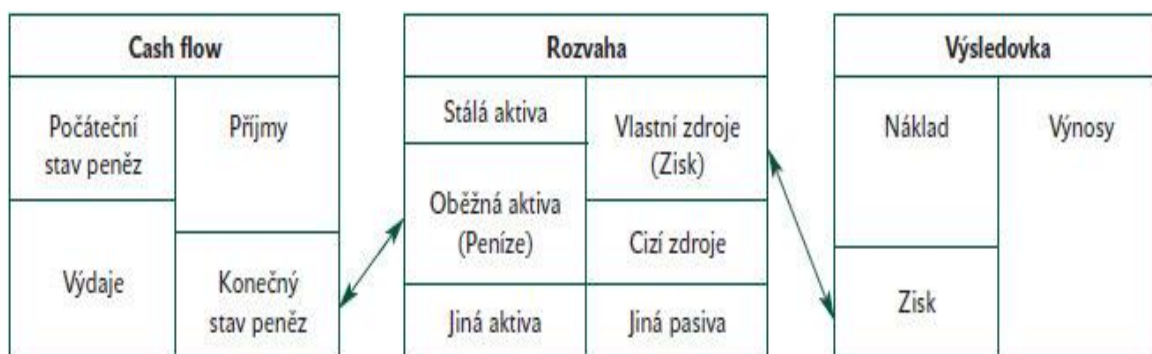 Cash flow
Počáteční
stav peněz
Příjmy
Výdaje
Konečný
stav peněz
Rozvaha
Stálá aktiva
Oběžná aktiva
(Peníze)
Jiná aktiva
Vlastní zdroje
(Zisk)
Cizí zdroje
Jiná pasiva
Výsledovka
Náklad
Zisk
Výnosy